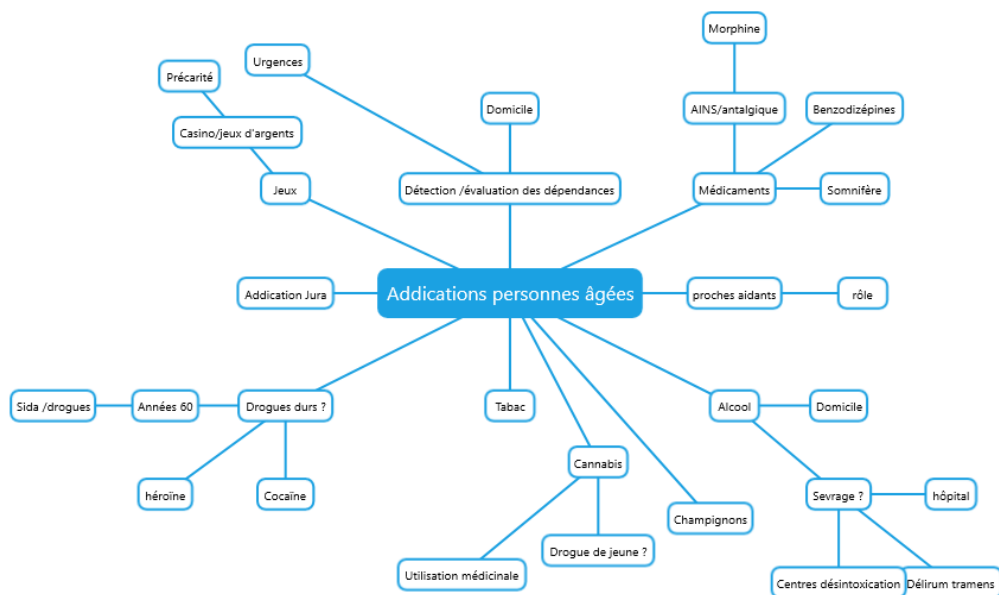 Morphine
Urgences
Précarité
Domicile
AINS/antalgique
Benzodizépines
Casino/jeux d'argents
Jeux
Détection /évaluation des dépendances
Médicaments
Somnifère
Addication Jura
Addications personnes âgées
proches aidants
rôle
Sida /drogues
Années 60
Drogues durs ?
Tabac
Alcool
Domicile
Cannabis
héroïne
Cocaïne
Sevrage ?
hôpital
Champignons
Drogue de jeune ?
Utilisation médicinale
Centres désintoxication
Délirum tramens